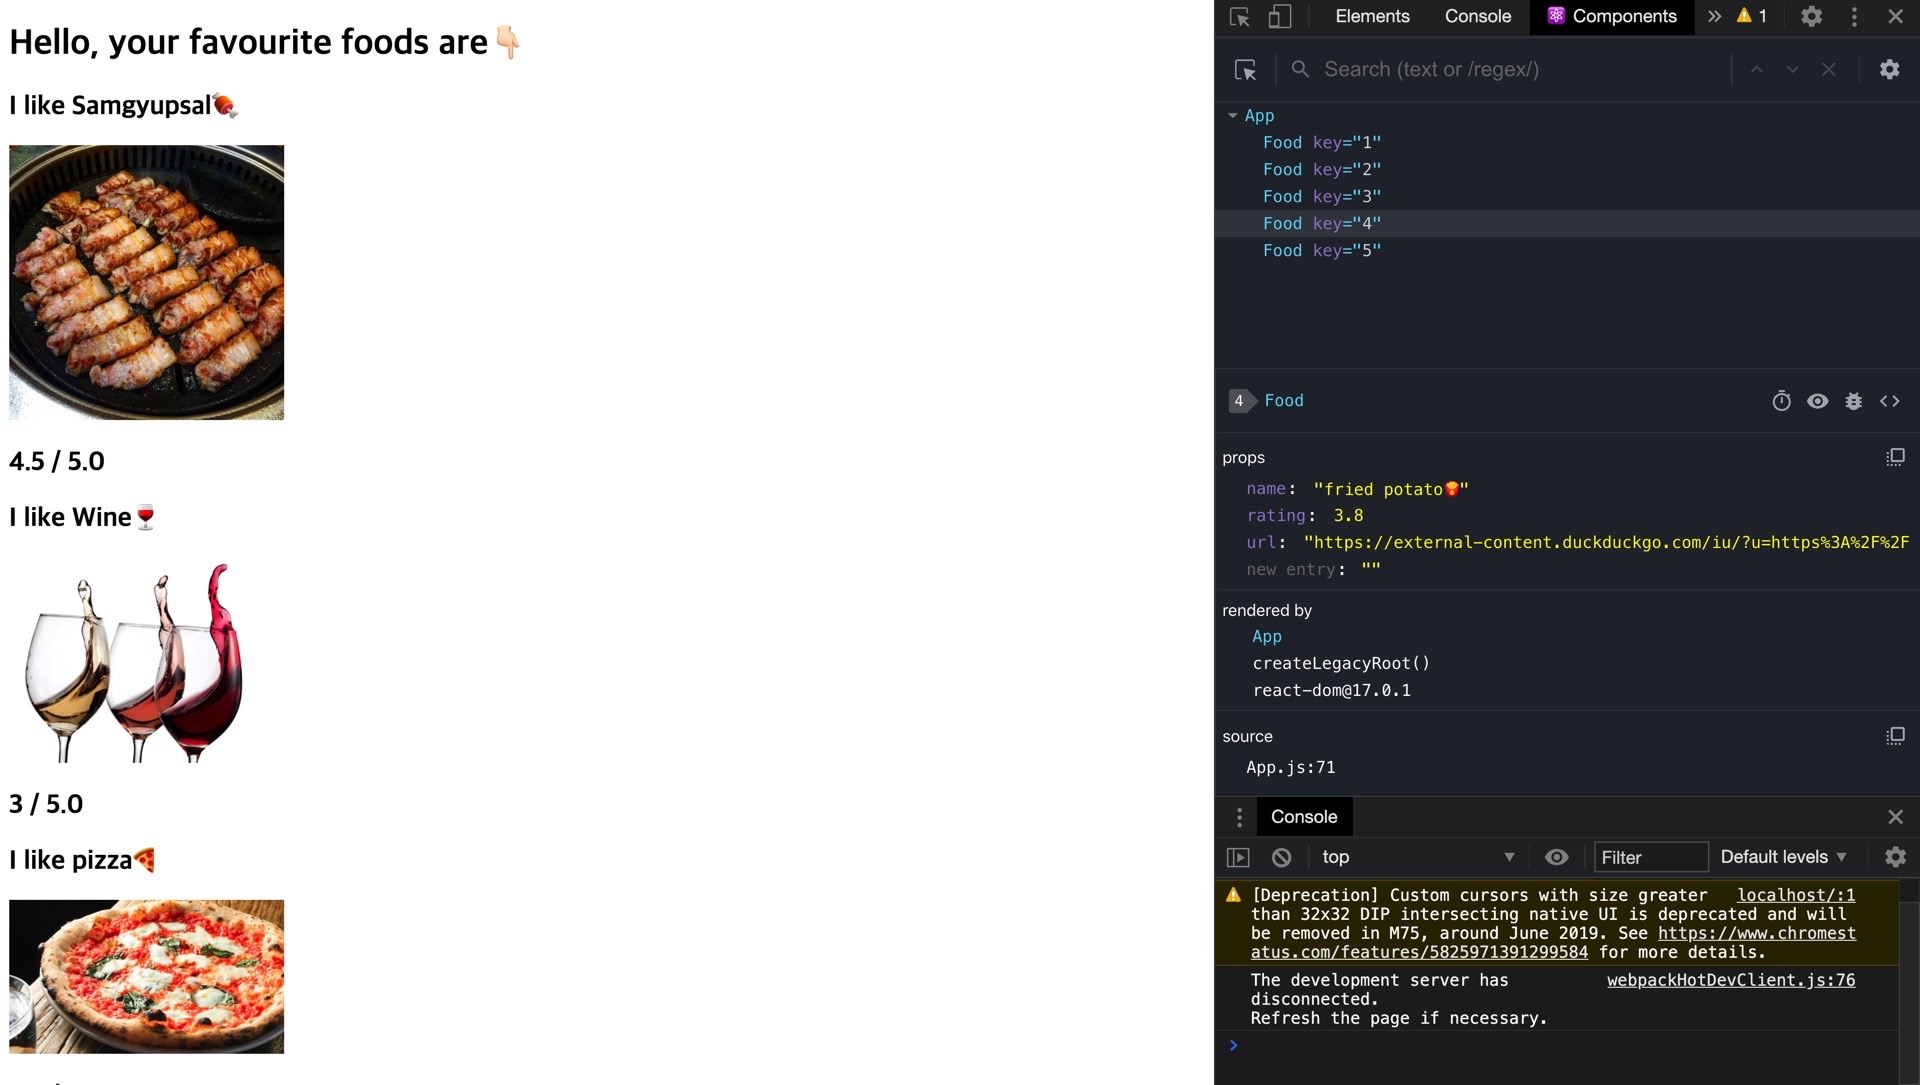 Hello, your favourite foods are👇🏻
I like Samgyupsal🍖
4.5 / 5.0
I like Wine🍷
3 / 5.0
I like pizza🍕
Elements Console Components 1
Search (text or /regex/)
App
Food key="1"
Food key="2"
Food key="3"
Food key="4"
Food key="5"
4 Food
props
name: "fried potato🍟"
rating: 3.8
url: "https://external-content.duckduckgo.com/iu/?u=https%3A%2F%2F
new entry: ""
rendered by
App
createLegacyRoot()
react-dom@17.0.1
source
App.js:71
Console
top Filter Default levels
[Deprecation] Custom cursors with size greater localhost/:1
than 32x32 DIP intersecting native UI is deprecated and will
be removed in M75, around June 2019. See https://www.chromest
atus.com/features/5825971391299584 for more details.
The development server has webpackHotDevClient.js:76
disconnected.
Refresh the page if necessary.